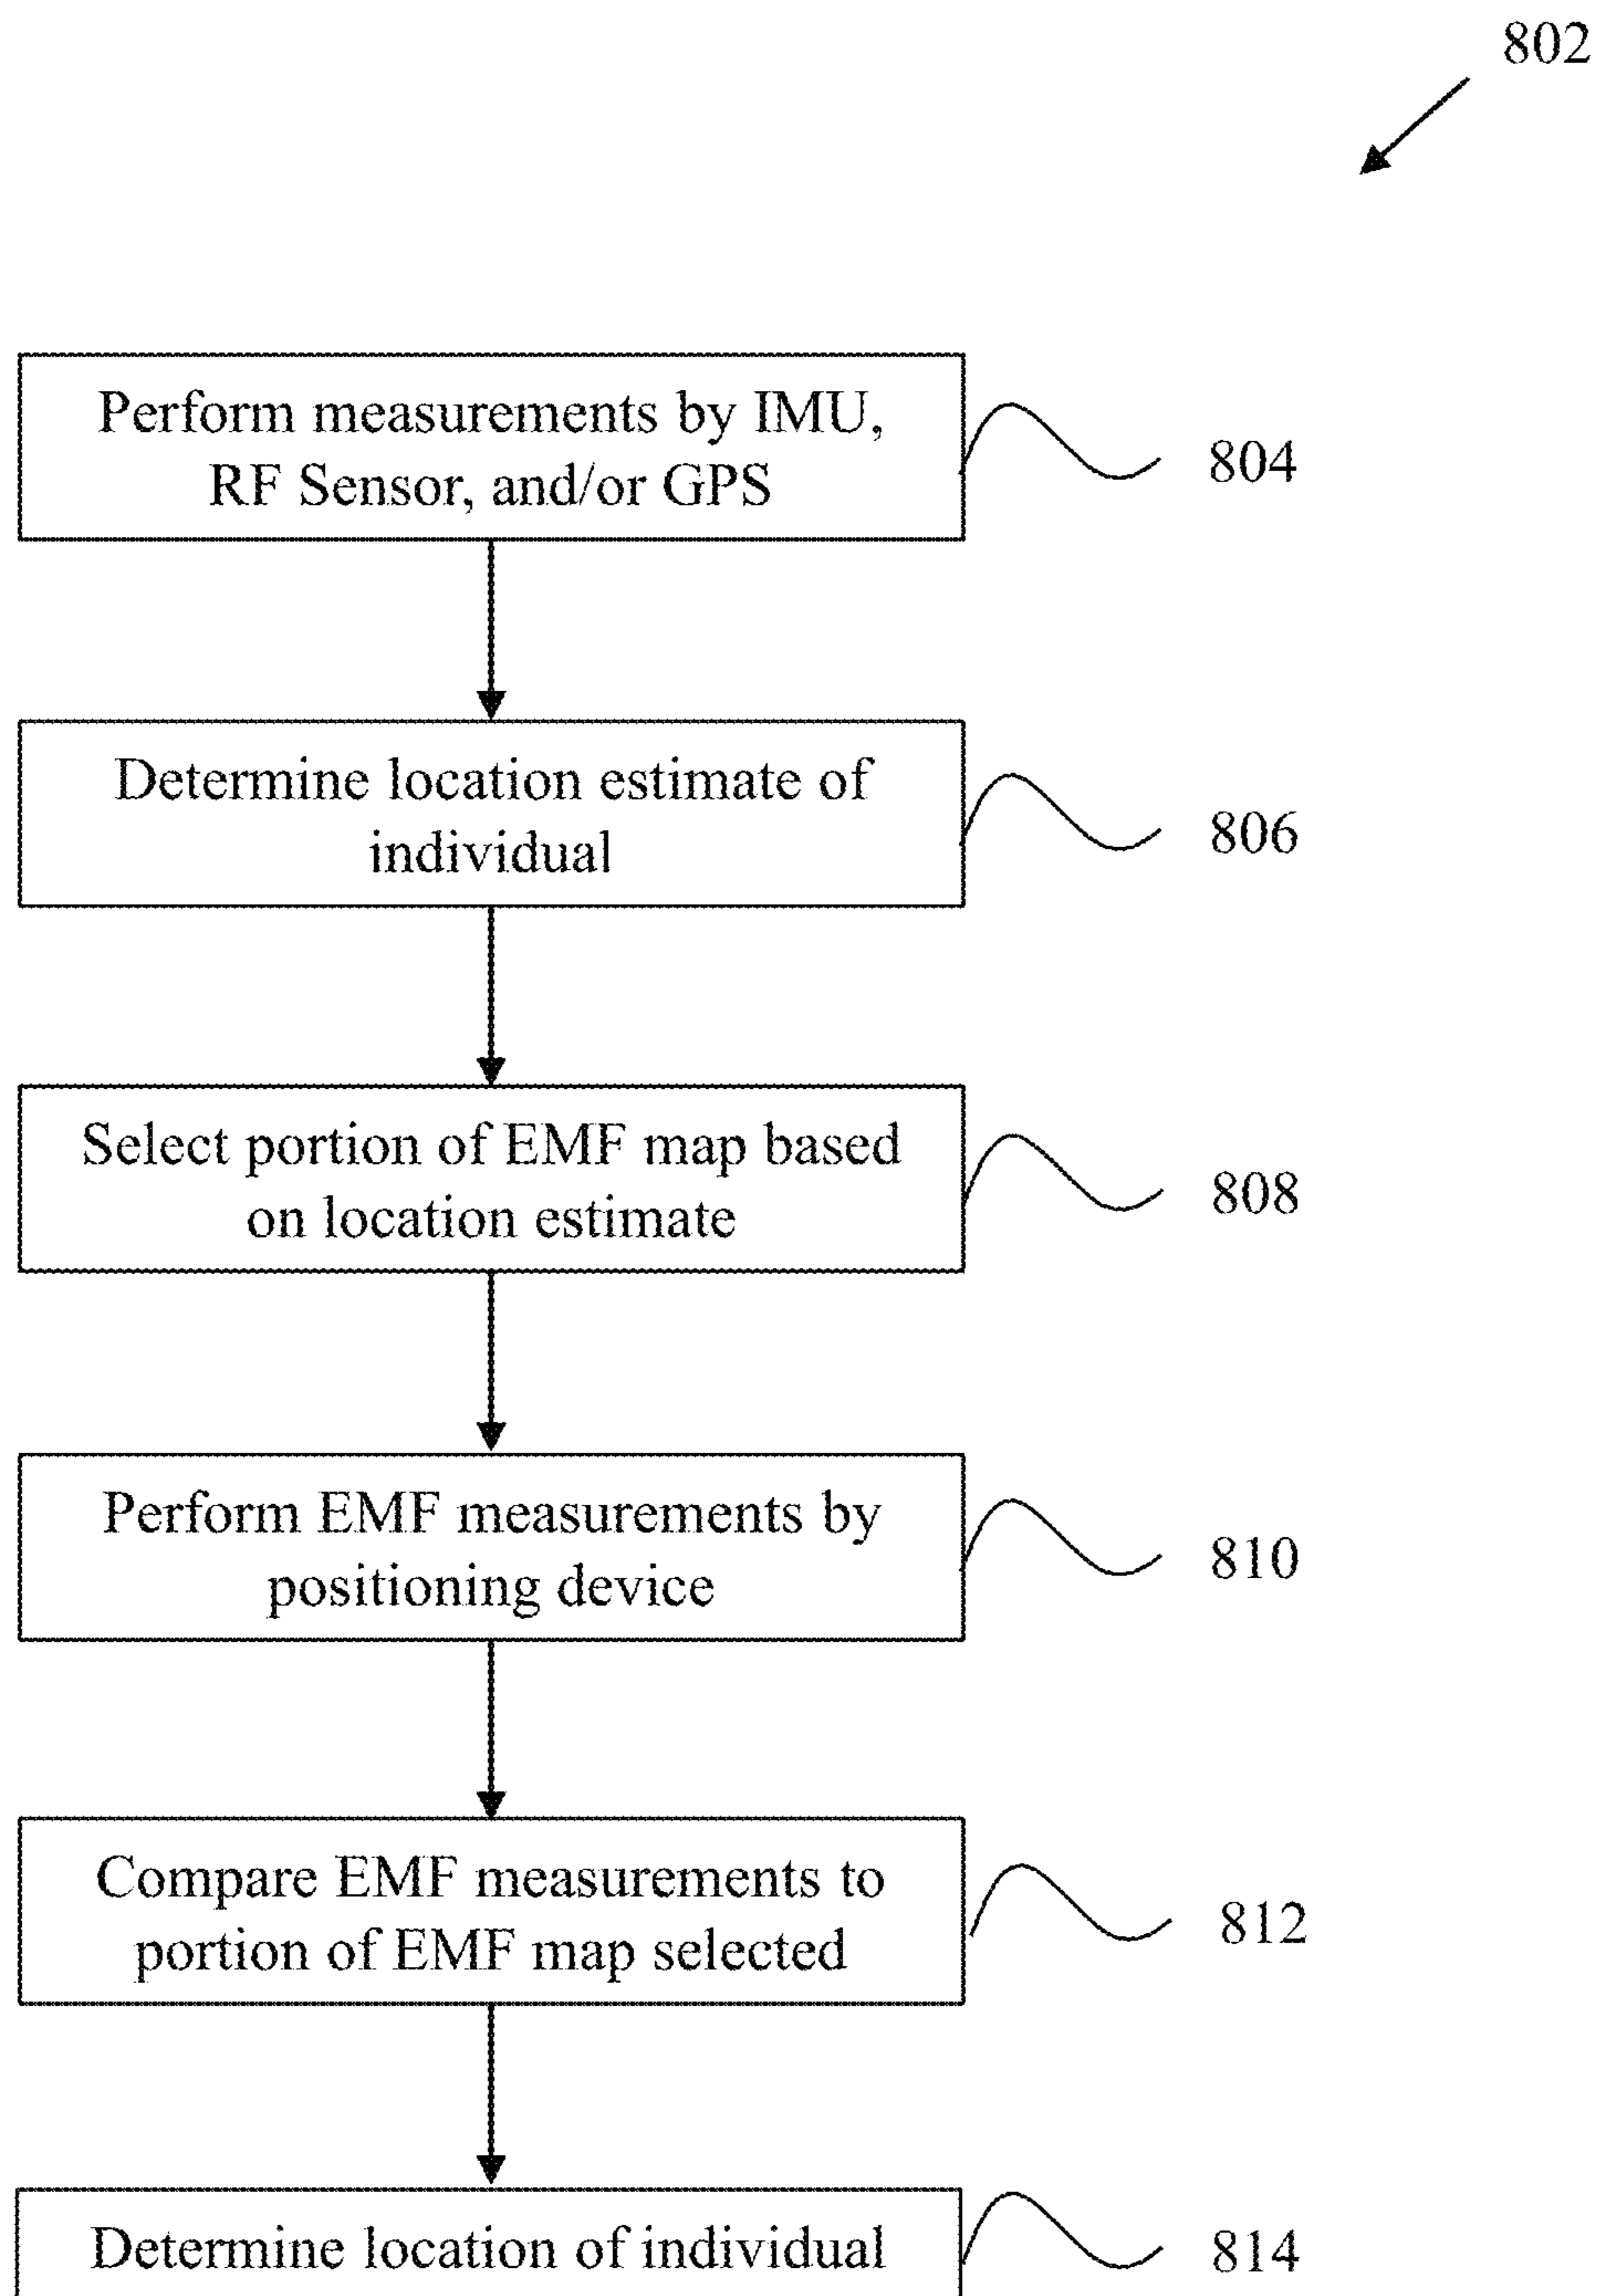 802
Perform measurements by IMU,
RF Sensor, and/or GPS
804
Determine location estimate of
individual
806
Select portion of EMF map based
on location estimate
808
Perform EMF measurements by
positioning device
810
Compare EMF measurements to
portion of EMF map selected
812
Determine location of individual
814